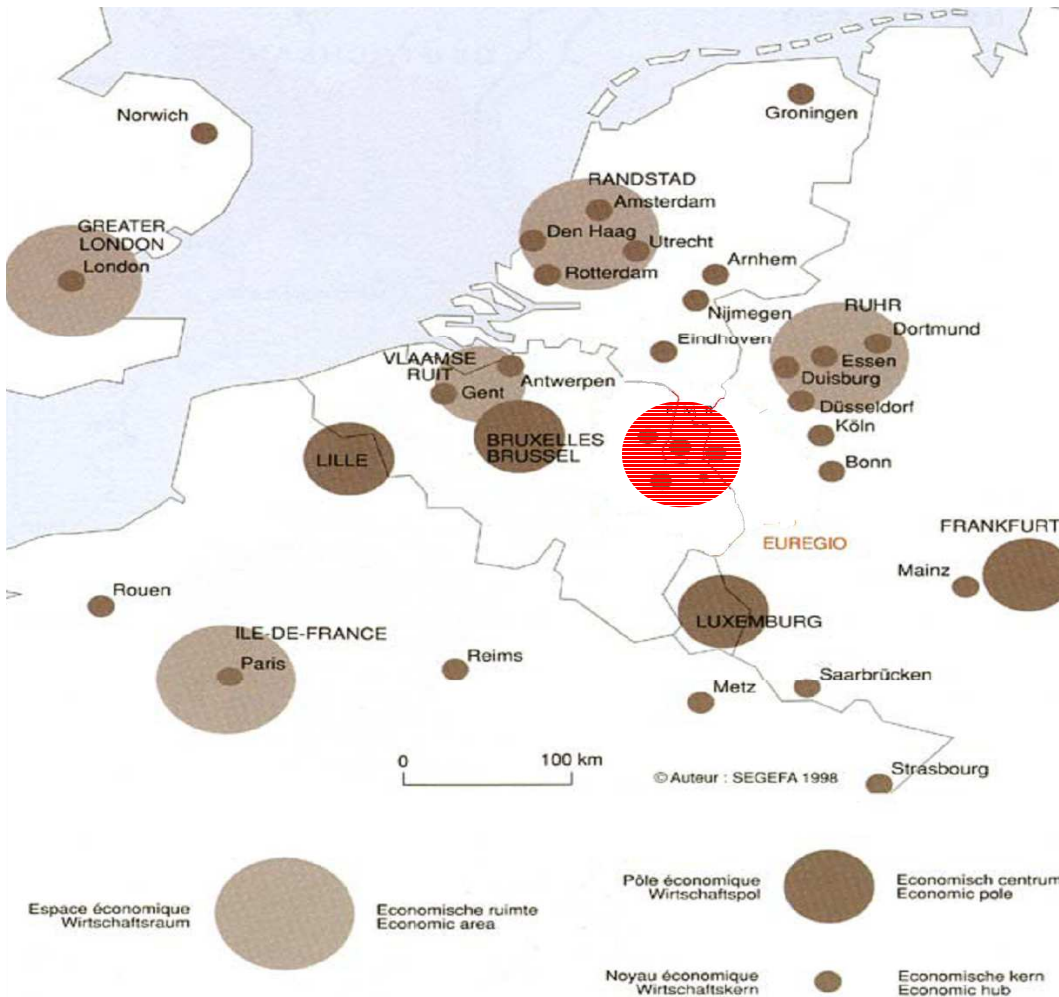 Norwich
Groningen
RANDSTAD
Amsterdam
GREATER
LONDON
London
Den Haag
Utrecht
Rotterdam
Arnhem
Nijmegen
RUHR
Dortmund
Eindhoven
Essen
Duisburg
VLAAMSE
RUIT
Gent
Antwerpen
Düsseldorf
Köln
BRUXELLES
BRUSSEL
LILLE
Bonn
EUREGIO
FRANKFURT
Mainz
Rouen
LUXEMBURG
ILE-DE-FRANCE
Paris
Reims
Saarbrücken
Metz
0 100 km
© Auteur : SEGEFA 1998
Strasbourg
Espace économique
Wirtschaftsraum
Economische ruimte
Economic area
Pôle économique
Wirtschaftspol
Economisch centrum
Economic pole
Noyau économique
Wirtschaftskern
Economische kern
Economic hub